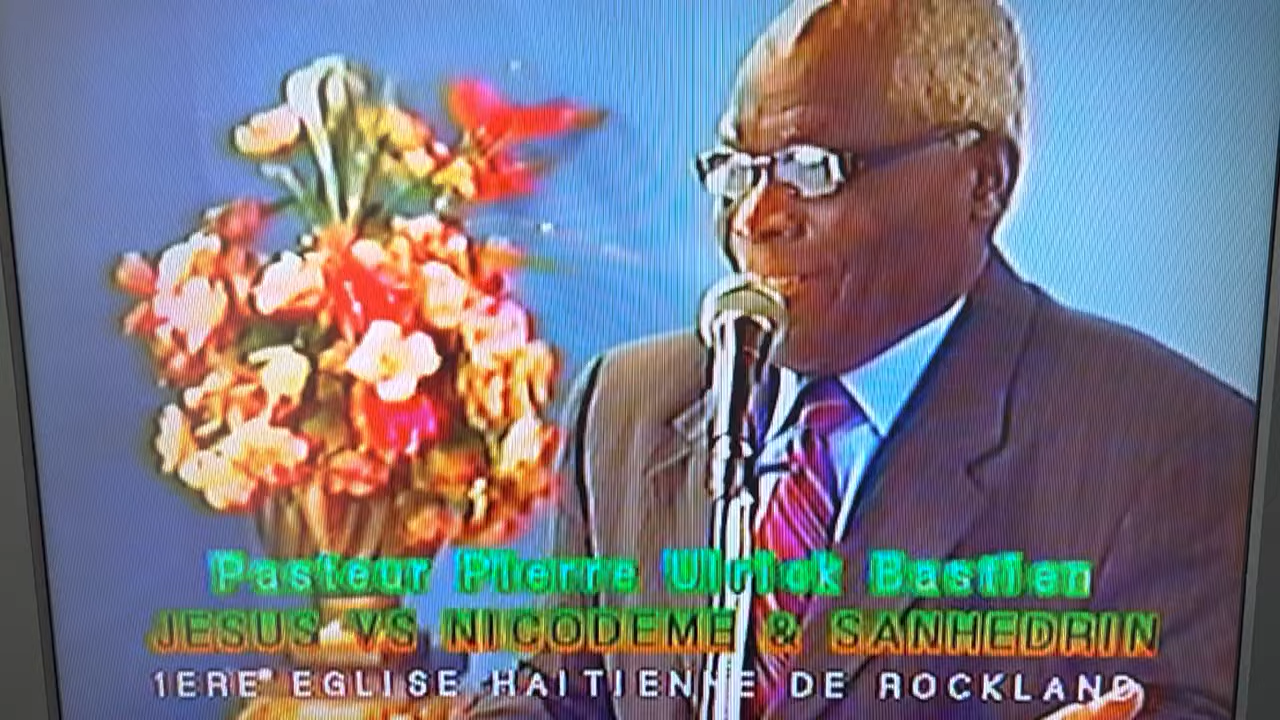 Pasteur Pierre Ulrick Bastien
JESUS VS NICODEME & SANHEDRIN
1ERE EGLISE HAITIENNE DE ROCKLAND